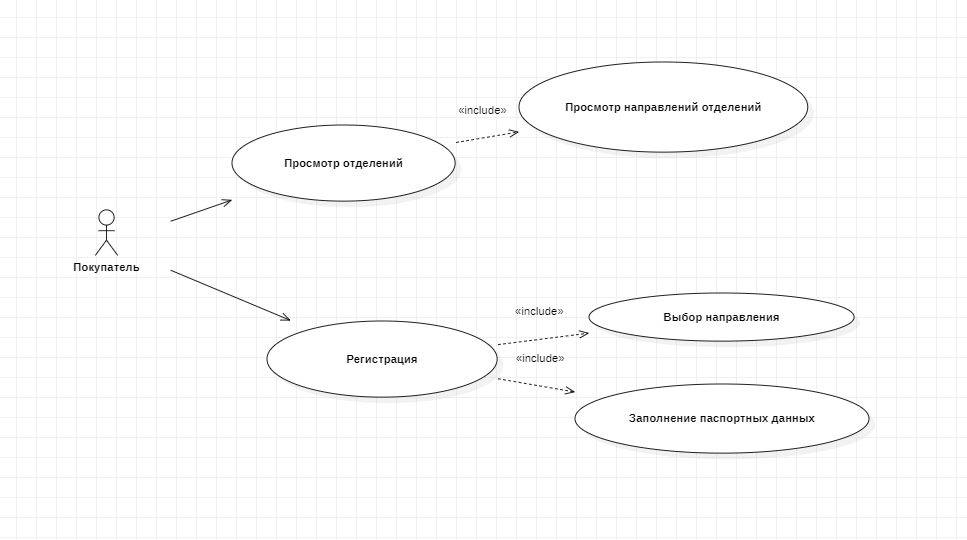 «include»
Просмотр направлений отделений
Просмотр отделений
Покупатель
«include»
Выбор направления
Регистрация
«include»
Заполнение паспортных данных